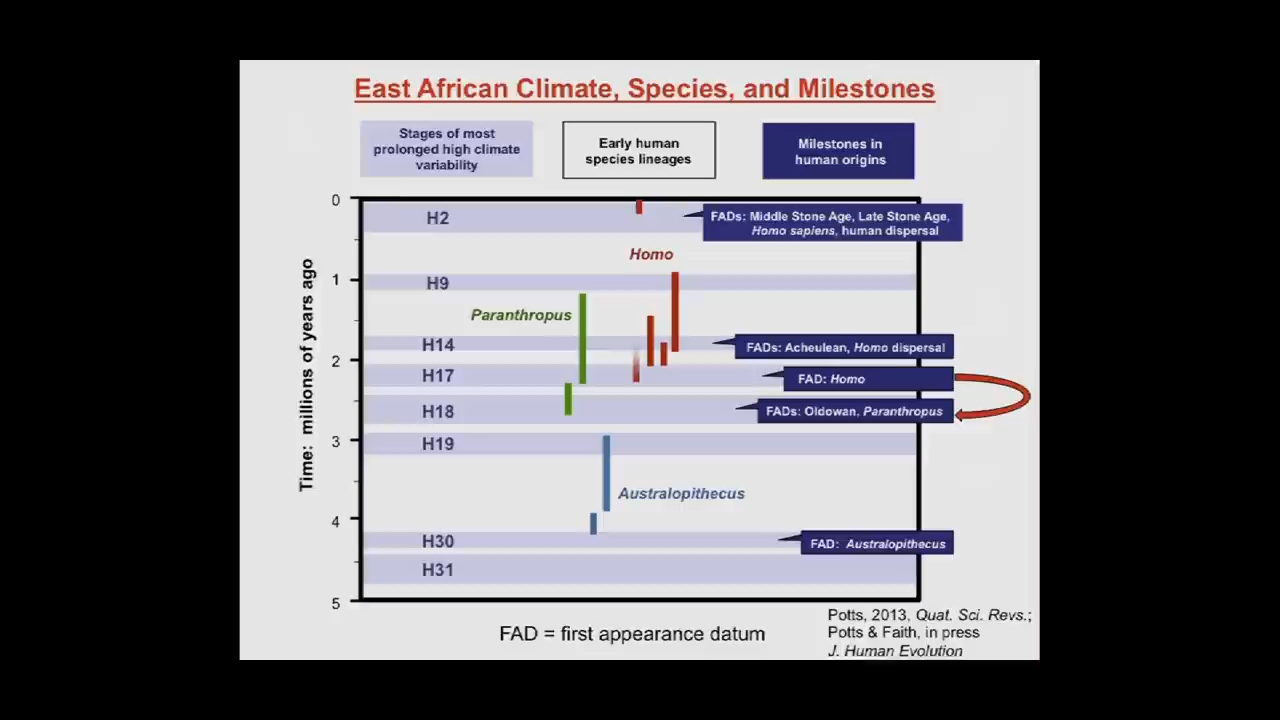 East African Climate, Species, and Milestones
Stages of most
prolonged high climate
variability
Early human
species lineages
Milestones in
human origins
Time: millions of years ago
0
1
2
3
4
5
H2
H9
H14
H17
H18
H19
H30
H31
Homo
Paranthropus
Australopithecus
FADs: Middle Stone Age, Late Stone Age,
Homo sapiens, human dispersal
FADs: Acheulean, Homo dispersal
FAD: Homo
FADs: Oldowan, Paranthropus
FAD: Australopithecus
FAD = first appearance datum
Potts, 2013, Quat. Sci. Revs.;
Potts & Faith, in press
J. Human Evolution